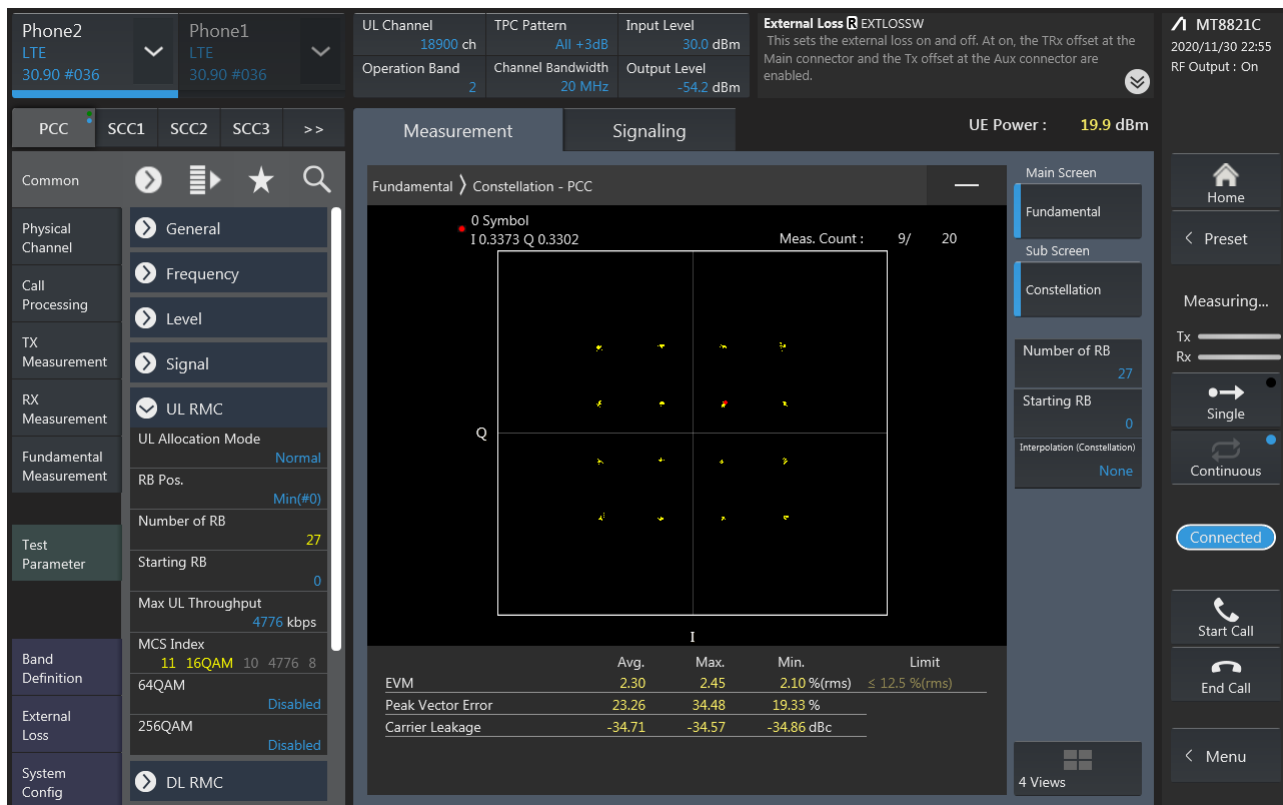 Phone2
LTE
30.90 #036
Phone1
LTE
30.90 #036
UL Channel
18900 ch
TPC Pattern
All +3dB
Input Level
30.0 dBm
Operation Band
2
Channel Bandwidth
20 MHz
Output Level
-54.2 dBm
External Loss R EXTLOSSW
This sets the external loss on and off. At on, the TRx offset at the
Main connector and the Tx offset at the Aux connector are
enabled.
MT8821C
2020/11/30 22:55
RF Output : On
PCC SCC1 SCC2 SCC3 >>
Measurement Signaling
UE Power : 19.9 dBm
Common
Physical
Channel
Call
Processing
TX
Measurement
RX
Measurement
Fundamental
Measurement
Test
Parameter
Band
Definition
External
Loss
System
Config
General
Frequency
Level
Signal
UL RMC
UL Allocation Mode
Normal
RB Pos.
Min(#0)
Number of RB
27
Starting RB
0
Max UL Throughput
4776 kbps
MCS Index
11 16QAM 10 4776 8
64QAM
Disabled
256QAM
Disabled
DL RMC
Fundamental 〉 Constellation - PCC
0 Symbol
I 0.3373 Q 0.3302
Meas. Count : 9/ 20
Q
I
Avg. Max. Min. Limit
EVM 2.30 2.45 2.10 %(rms) ≤ 12.5 %(rms)
Peak Vector Error 23.26 34.48 19.33 %
Carrier Leakage -34.71 -34.57 -34.86 dBc
Main Screen
Fundamental
Sub Screen
Constellation
Number of RB
27
Starting RB
0
Interpolation (Constellation)
None
4 Views
Home
< Preset
Measuring...
Tx
Rx
Single
Continuous
Connected
Start Call
End Call
< Menu